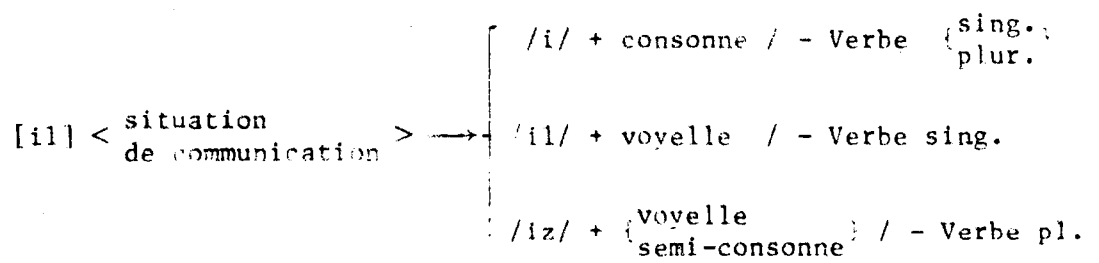 /i/ + consonne / - Verbe {sing. plur.}
[il] < situation de communication > → /il/ + voyelle / - Verbe sing.
/iz/ + {voyelle semi-consonne} / - Verbe pl.